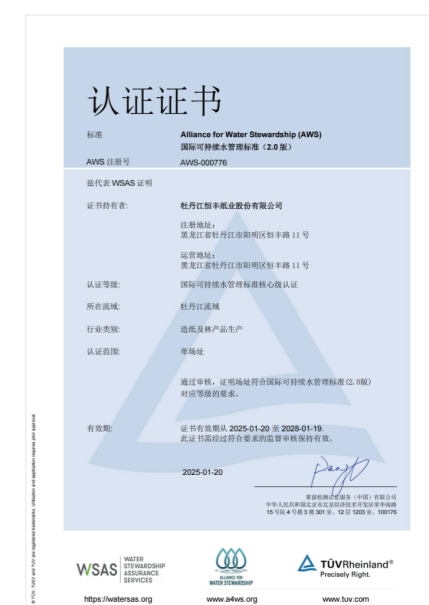 认证证书
标准 Alliance for Water Stewardship (AWS)
国际可持续水管理标准（2.0 版）
AWS 注册号 AWS-000776
兹代表 WSAS 证明
证书持有者: 牡丹江恒丰纸业股份有限公司
注册地址:
黑龙江省牡丹江市阳明区恒丰路 11 号
运营地址:
黑龙江省牡丹江市阳明区恒丰路 11 号
认证等级: 国际可持续水管理标准核心级认证
所在流域: 牡丹江流域
行业类别: 造纸及林产品生产
认证范围: 单场址
通过审核，证明场址符合国际可持续水管理标准(2.0版)
对应等级的要求。
有效期: 证书有效期从 2025-01-20 至 2028-01-19.
此证书需经过符合要求的监督审核保持有效。
2025-01-20
莱茵检测认证服务（中国）有限公司
中华人民共和国北京市北京经济技术开发区荣华南路
15 号院 4 号楼 3 楼 301 室、12 层 1203 室，100176
® TÜV, TUEV and TUV are registered trademarks. Utilisation and application requires prior approval.
WSAS WATER
STEWARDSHIP
ASSURANCE
SERVICES
ALLIANCE FOR
WATER STEWARDSHIP
TÜVRheinland®
Precisely Right.
https://watersas.org
www.a4ws.org
www.tuv.com